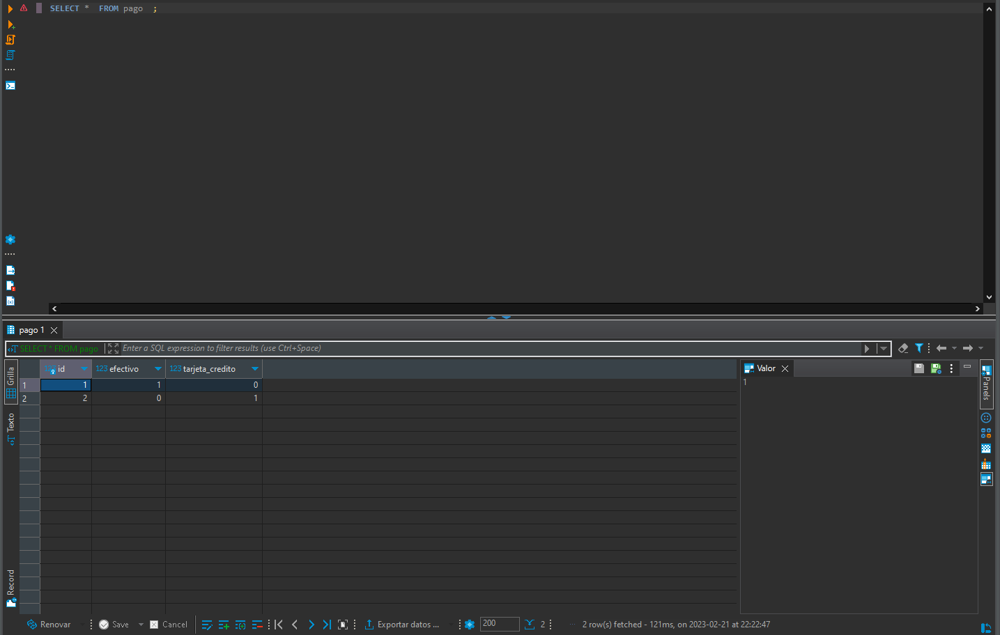 SELECT *  FROM pago  ;
pago 1
SELECT * FROM pago
Enter a SQL expression to filter results (use Ctrl+Space)
Grilla
Texto
Record
123 id 123 efectivo 123 tarjeta_credito
1 1 1 0
2 2 0 1
Valor
1
Panels
Renovar Save Cancel Exportar datos ... 200 2 2 row(s) fetched - 121ms, on 2023-02-21 at 22:22:47